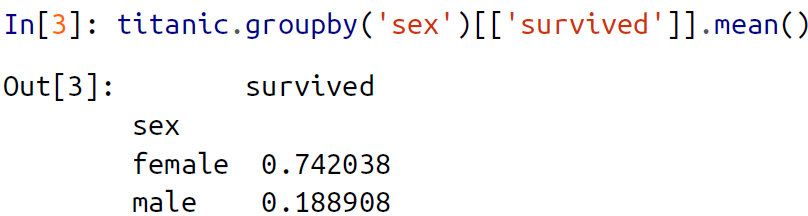 In[3]: titanic.groupby('sex')[['survived']].mean()
Out[3]:        survived
        sex
        female  0.742038
        male    0.188908